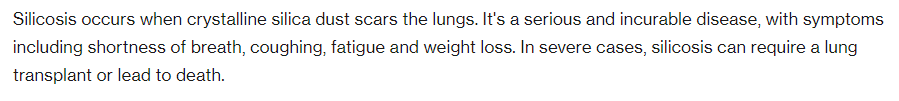 Silicosis occurs when crystalline silica dust scars the lungs. It's a serious and incurable disease, with symptoms
including shortness of breath, coughing, fatigue and weight loss. In severe cases, silicosis can require a lung
transplant or lead to death.